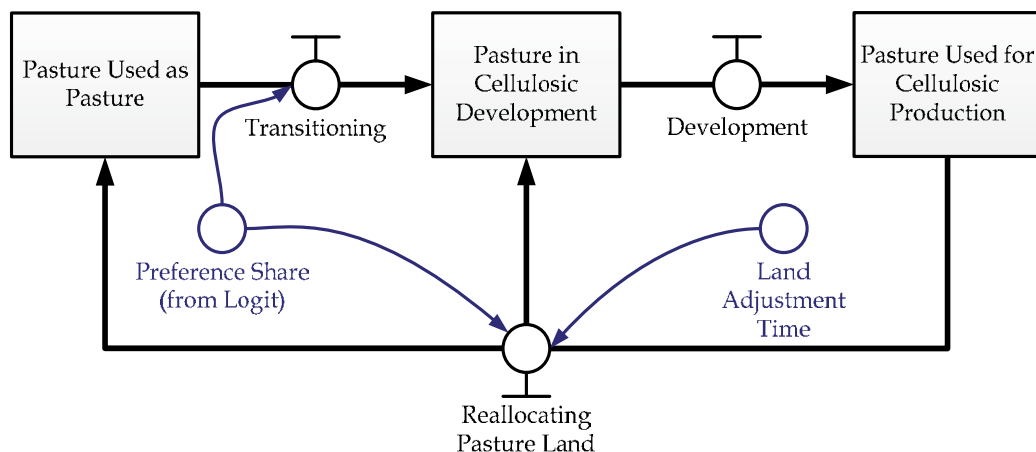 Pasture Used as
Pasture
Transitioning
Pasture in
Cellulosic
Development
Development
Pasture Used for
Cellulosic
Production
Preference Share
(from Logit)
Land
Adjustment
Time
Reallocating
Pasture Land